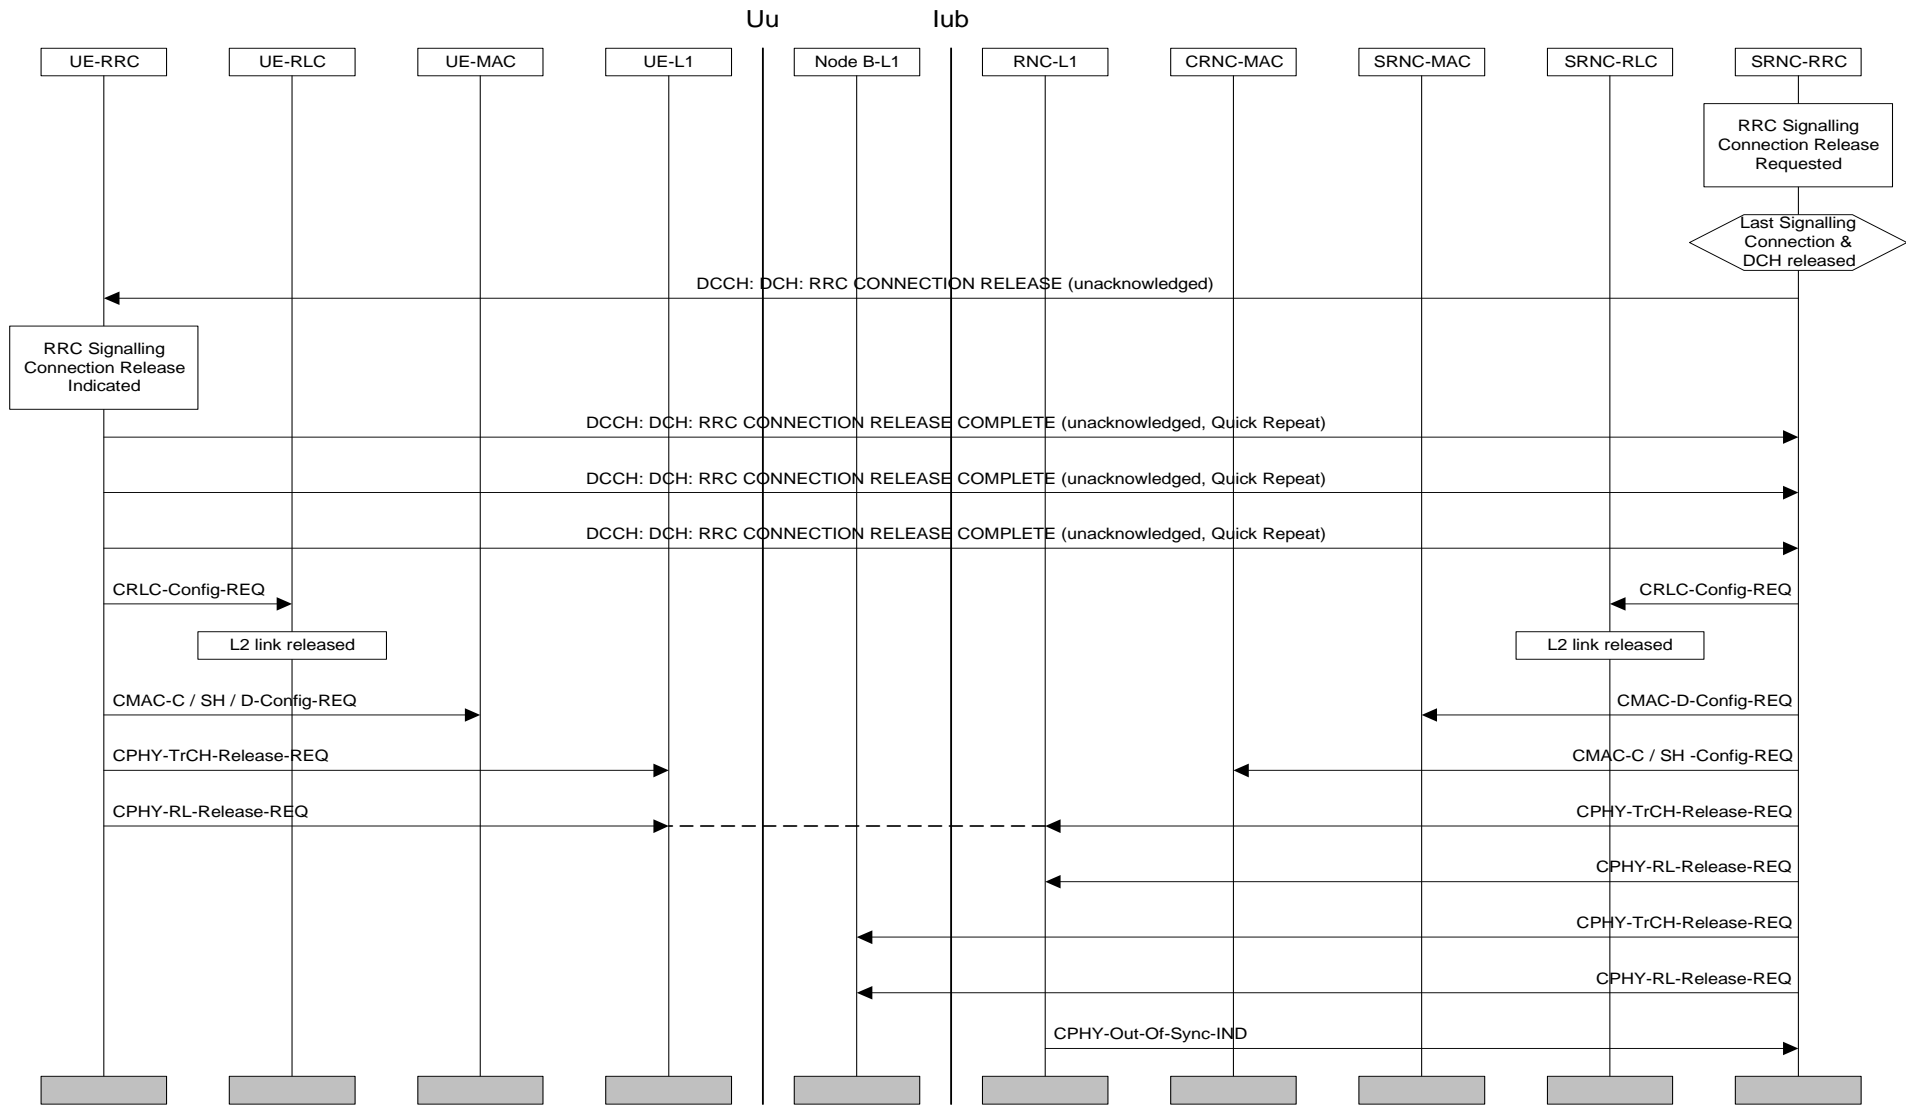 Uu
Iub
UE-RRC
UE-RLC
UE-MAC
UE-L1
Node B-L1
RNC-L1
CRNC-MAC
SRNC-MAC
SRNC-RLC
SRNC-RRC
RRC Signalling
Connection Release
Requested
Last Signalling
Connection &
DCH released
DCCH: DCH: RRC CONNECTION RELEASE (unacknowledged)
RRC Signalling
Connection Release
Indicated
DCCH: DCH: RRC CONNECTION RELEASE COMPLETE (unacknowledged, Quick Repeat)
DCCH: DCH: RRC CONNECTION RELEASE COMPLETE (unacknowledged, Quick Repeat)
DCCH: DCH: RRC CONNECTION RELEASE COMPLETE (unacknowledged, Quick Repeat)
CRLC-Config-REQ
CRLC-Config-REQ
L2 link released
L2 link released
CMAC-C / SH / D-Config-REQ
CMAC-D-Config-REQ
CPHY-TrCH-Release-REQ
CMAC-C / SH -Config-REQ
CPHY-RL-Release-REQ
CPHY-TrCH-Release-REQ
CPHY-RL-Release-REQ
CPHY-TrCH-Release-REQ
CPHY-RL-Release-REQ
CPHY-Out-Of-Sync-IND